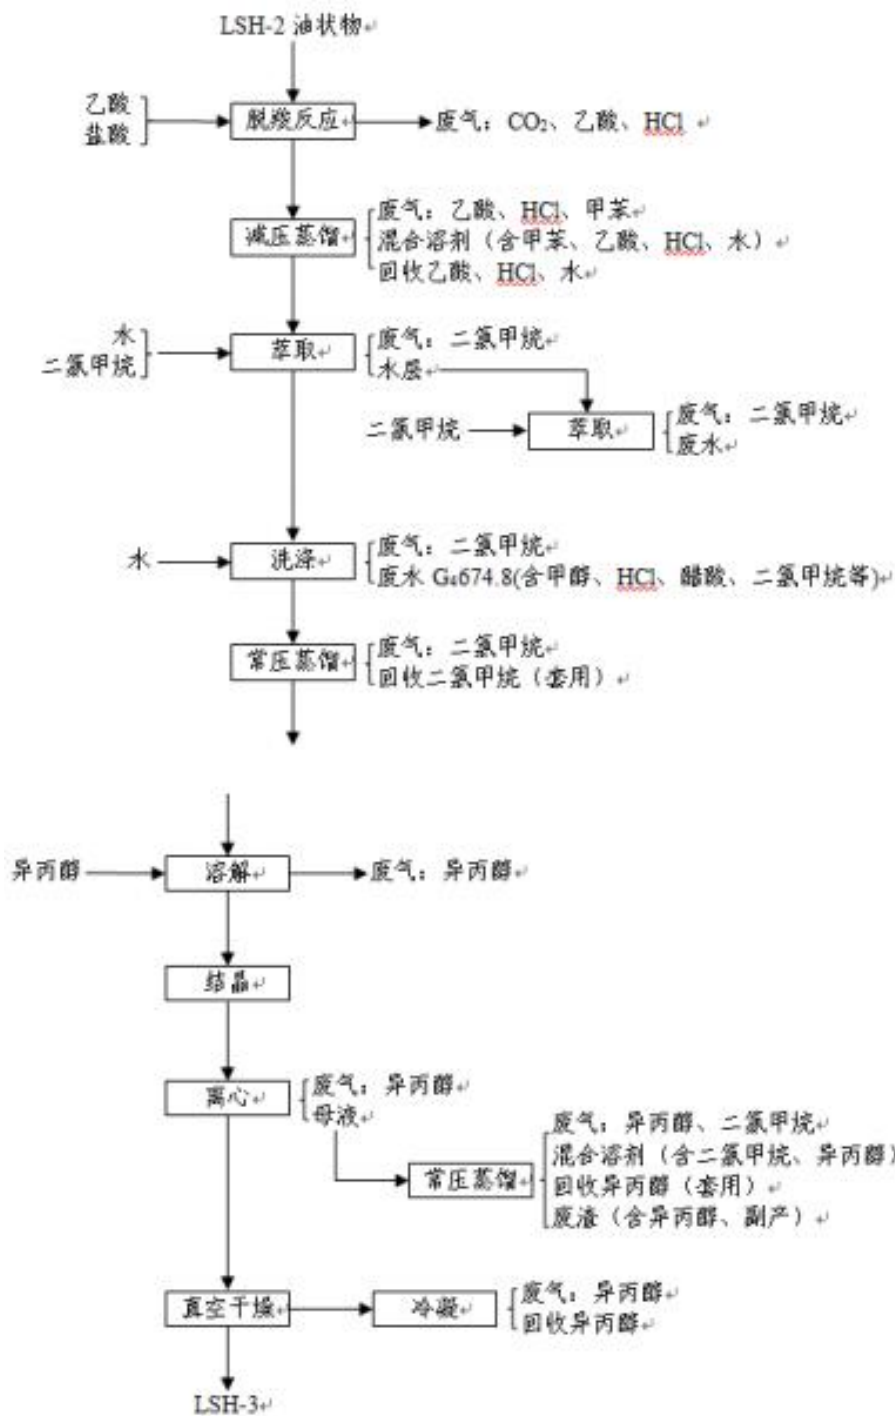 LSH-2 油状物
乙酸
盐酸
脱羧反应
废气：CO₂、乙酸、HCl
减压蒸馏
废气：乙酸、HCl、甲苯
混合溶剂（含甲苯、乙酸、HCl、水）
回收乙酸、HCl、水
水
二氯甲烷
萃取
废气：二氯甲烷
水层
二氯甲烷
萃取
废气：二氯甲烷
废水
水
洗涤
废气：二氯甲烷
废水 G₄674.8(含甲醇、HCl、醋酸、二氯甲烷等)
常压蒸馏
废气：二氯甲烷
回收二氯甲烷（套用）
异丙醇
溶解
废气：异丙醇
结晶
离心
废气：异丙醇
母液
常压蒸馏
废气：异丙醇、二氯甲烷
混合溶剂（含二氯甲烷、异丙醇）
回收异丙醇（套用）
废渣（含异丙醇、副产）
真空干燥
冷凝
废气：异丙醇
回收异丙醇
LSH-3